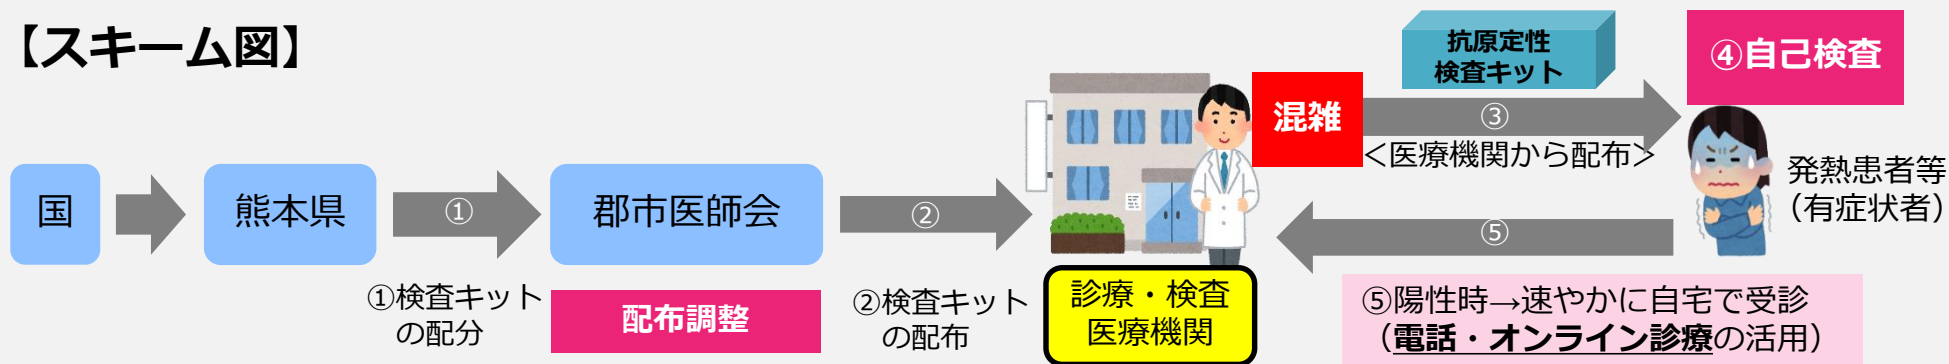 【スキーム図】
国
熊本県
①
郡市医師会
②
混雑
抗原定性
検査キット
③
＜医療機関から配布＞
④自己検査
発熱患者等
（有症状者）
⑤
①検査キット
の配分
配布調整
②検査キット
の配布
診療・検査
医療機関
⑤陽性時→速やかに自宅で受診
（電話・オンライン診療の活用）